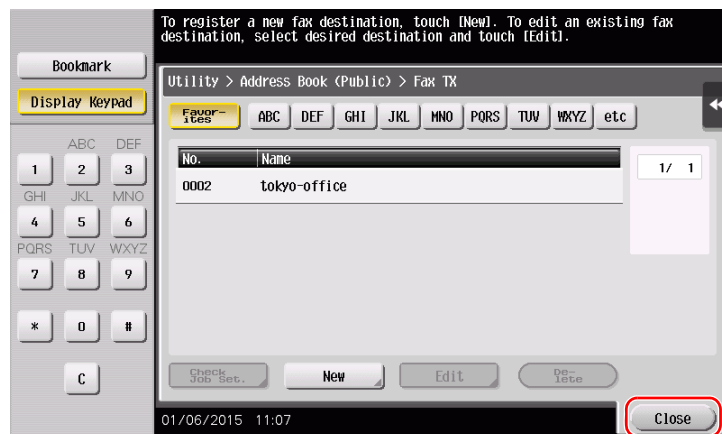 To register a new fax destination, touch [New]. To edit an existing fax
destination, select desired destination and touch [Edit].
Bookmark
Display Keypad
ABC DEF
1 2 3
GHI JKL MNO
4 5 6
PQRS TUV WXYZ
7 8 9
* 0 #
C
Utility > Address Book (Public) > Fax TX
Favor-
ites
ABC DEF GHI JKL MNO PQRS TUV WXYZ etc
No. Name
1/ 1
0002 tokyo-office
Check
Job Set.
New
Edit
De-
lete
01/06/2015 11:07
Close